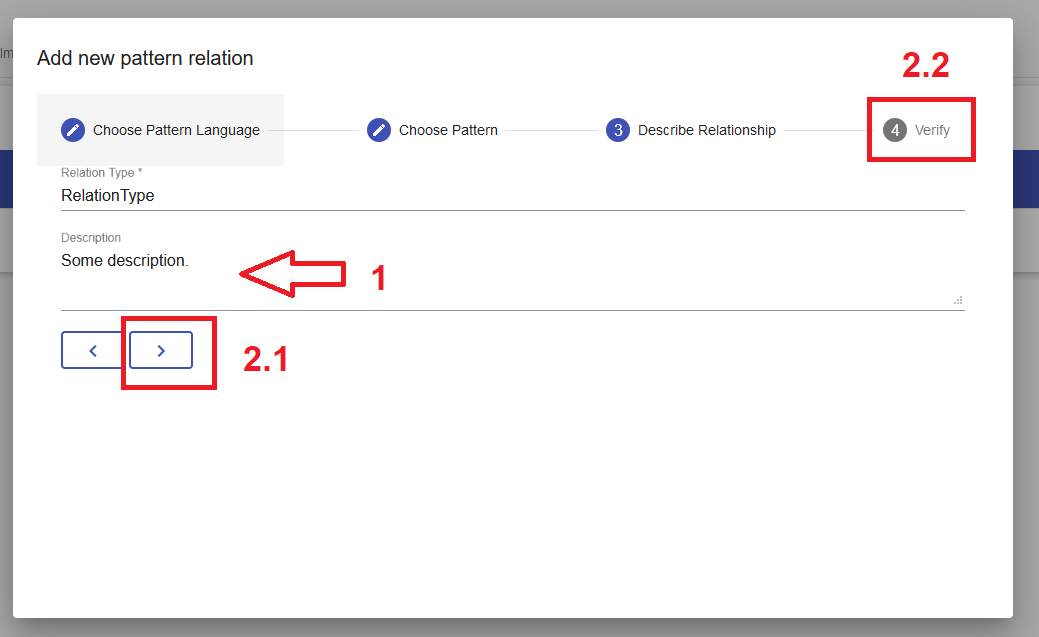 Im
Add new pattern relation
2.2
Choose Pattern Language
Choose Pattern
3 Describe Relationship
4 Verify
Relation Type *
RelationType
Description
Some description.
1
2.1